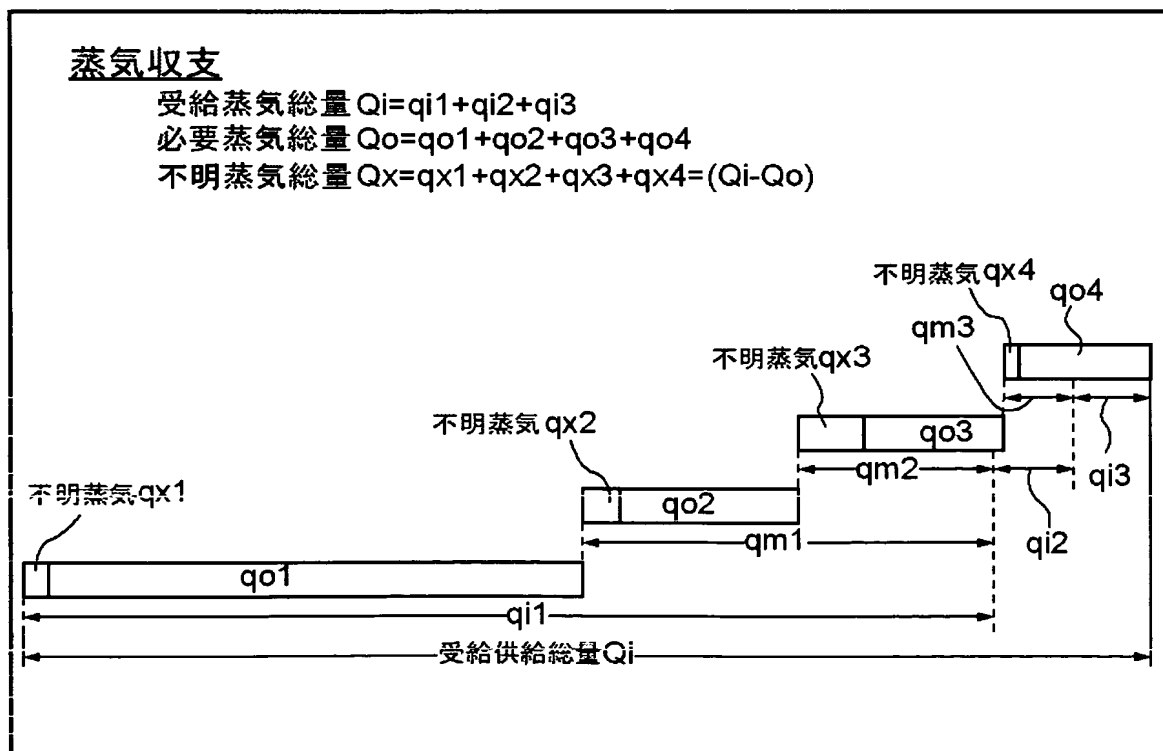 蒸気収支
受給蒸気総量Qi=qi1+qi2+qi3
必要蒸気総量Qo=qo1+qo2+qo3+qo4
不明蒸気総量Qx=qx1+qx2+qx3+qx4=(Qi-Qo)
不明蒸気qx4
qo4
qm3
不明蒸気qx3
qo3
不明蒸気qx2
qm2
qi3
不明蒸気qx1
qo2
qm1
qi2
qo1
qi1
受給供給総量Qi